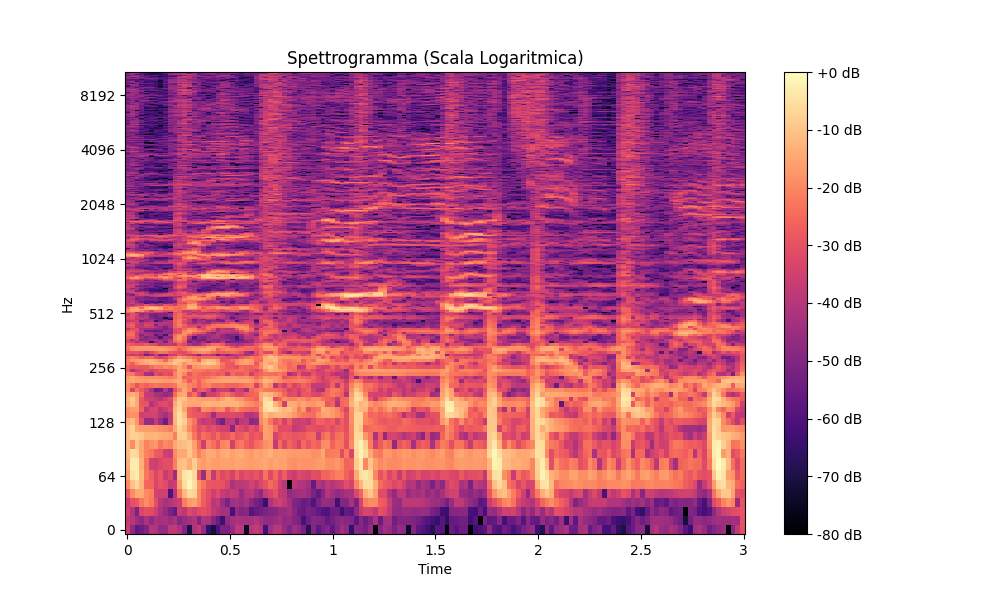 Spettrogramma (Scala Logaritmica)
Hz
8192
4096
2048
1024
512
256
128
64
0
0
0.5
1
1.5
2
2.5
3
Time
+0 dB
-10 dB
-20 dB
-30 dB
-40 dB
-50 dB
-60 dB
-70 dB
-80 dB